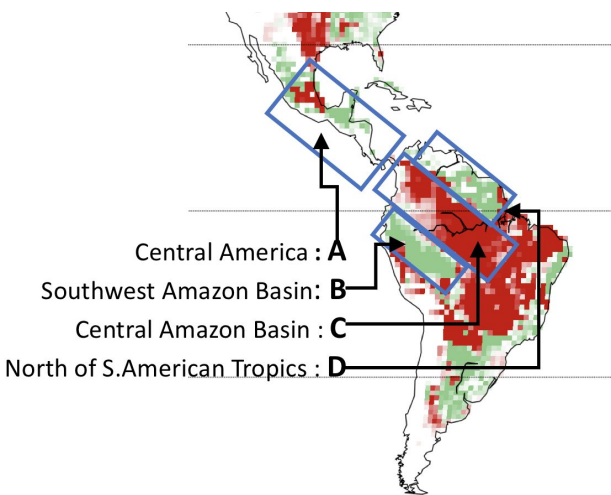 Central America : A
Southwest Amazon Basin: B
Central Amazon Basin : C
North of S.American Tropics : D